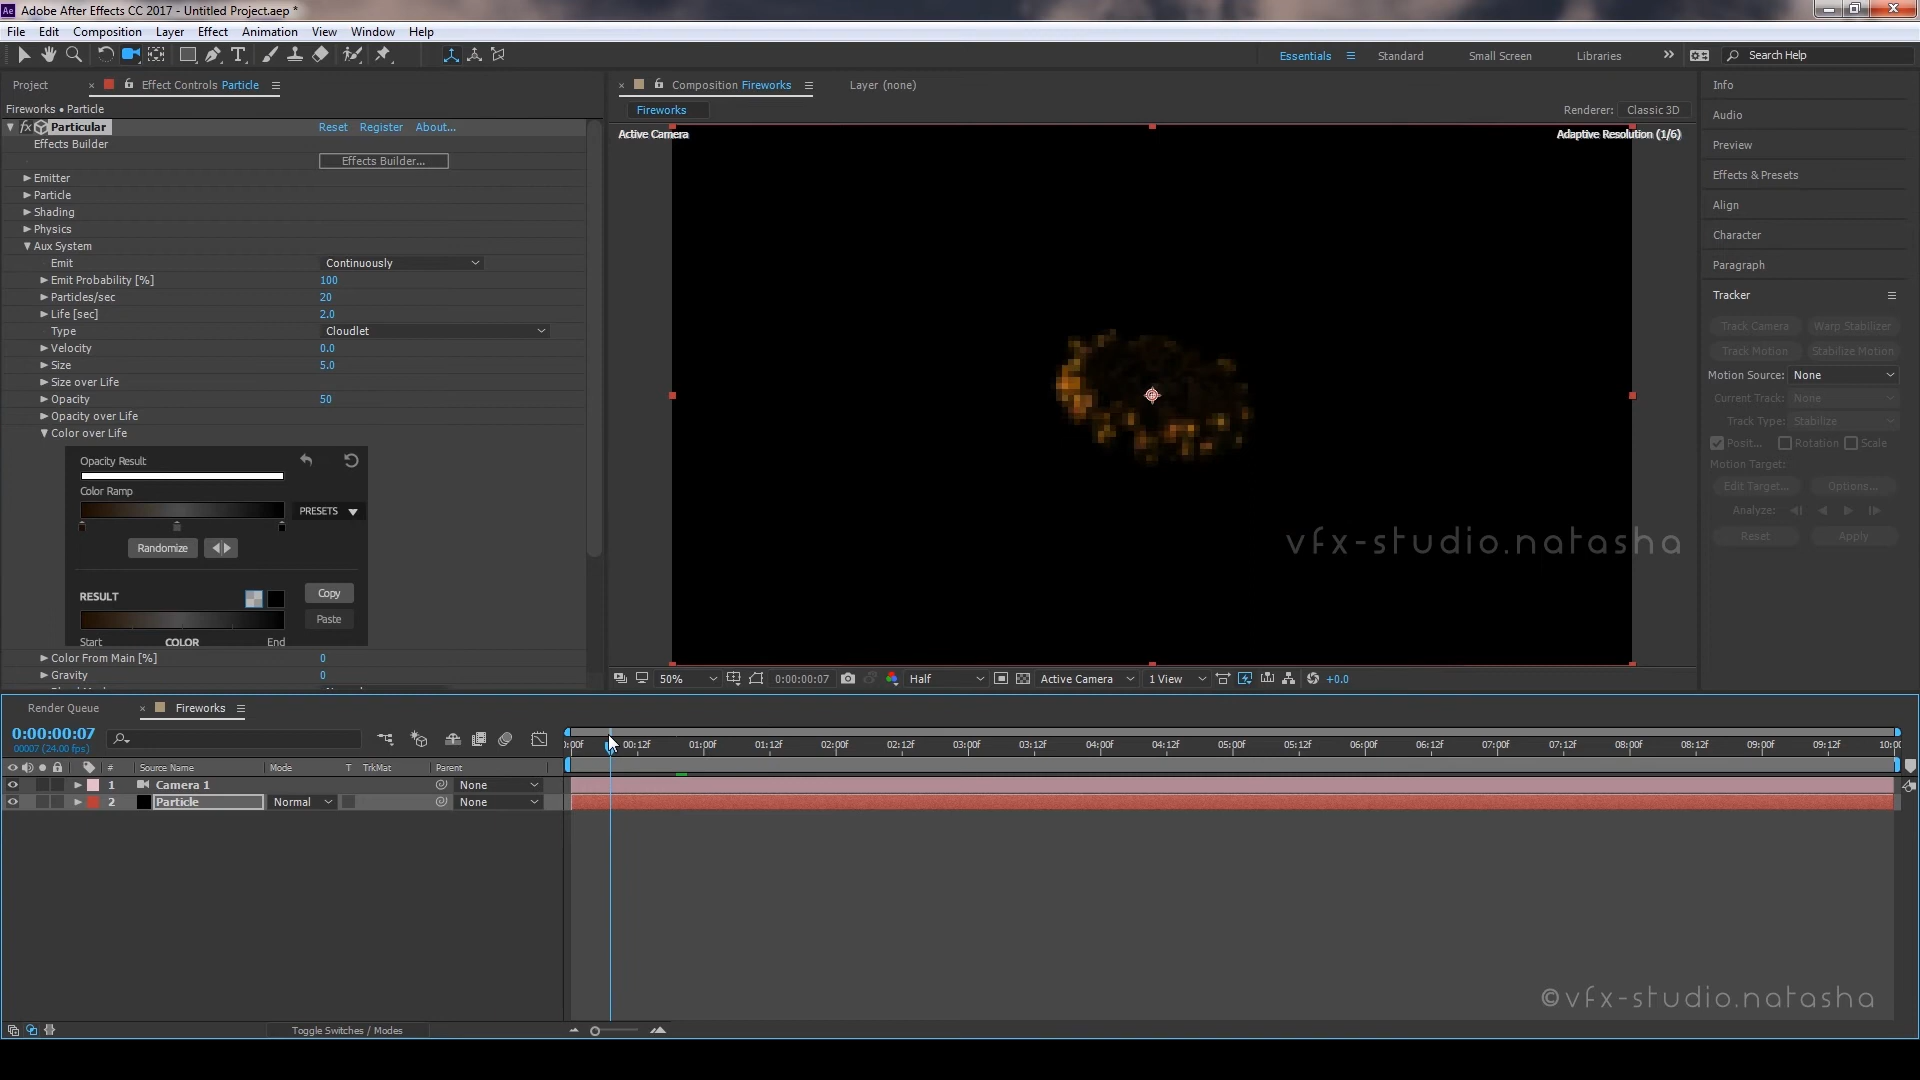 Adobe After Effects CC 2017 - Untitled Project.aep *
File Edit Composition Layer Effect Animation View Window Help
Essentials Standard Small Screen Libraries Search Help
Project Effect Controls Particle
Fireworks • Particle
Particular Reset Register About...
Effects Builder
Effects Builder...
Emitter
Particle
Shading
Physics
Aux System
Emit Continuously
Emit Probability [%] 100
Particles/sec 20
Life [sec] 2.0
Type Cloudlet
Velocity 0.0
Size 5.0
Size over Life
Opacity 50
Opacity over Life
Color over Life
Opacity Result
Color Ramp
PRESETS
Randomize
RESULT Copy
Paste
Start COLOR End
Color From Main [%] 0
Gravity 0
Composition Fireworks Layer (none)
Fireworks Renderer: Classic 3D
Active Camera Adaptive Resolution (1/6)
vfx-studio.natasha
50% 0:00:00:07 Half Active Camera 1 View +0.0
Info
Audio
Preview
Effects & Presets
Align
Character
Paragraph
Tracker
Track Camera Warp Stabilizer
Track Motion Stabilize Motion
Motion Source: None
Current Track: None
Track Type: Stabilize
Posit... Rotation Scale
Motion Target:
Edit Target... Options...
Analyze:
Reset Apply
Render Queue Fireworks
0:00:00:07
00007 (24.00 fps)
:00f 00:12f 01:00f 01:12f 02:00f 02:12f 03:00f 03:12f 04:00f 04:12f 05:00f 05:12f 06:00f 06:12f 07:00f 07:12f 08:00f 08:12f 09:00f 09:12f 10:00
# Source Name Mode T TrkMat Parent
1 Camera 1 None
2 Particle Normal None
©vfx-studio.natasha
Toggle Switches / Modes